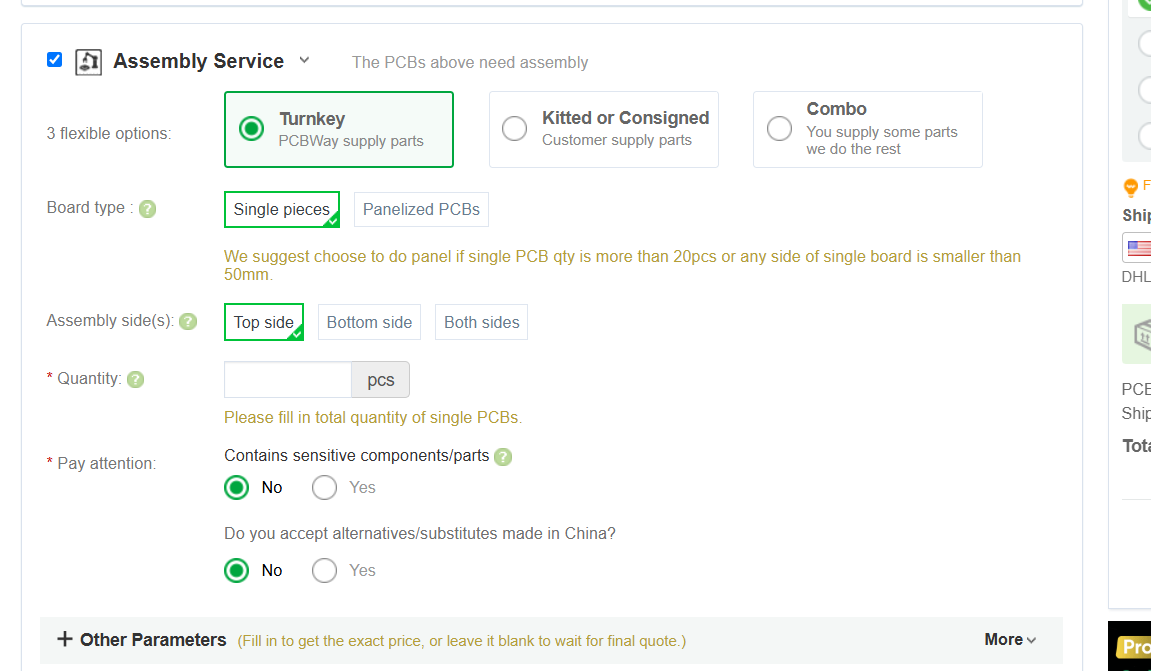 Assembly Service
The PCBs above need assembly
3 flexible options:
Turnkey
PCBWay supply parts
Kitted or Consigned
Customer supply parts
Combo
You supply some parts
we do the rest
Board type :
?
Single pieces
Panelized PCBs
We suggest choose to do panel if single PCB qty is more than 20pcs or any side of single board is smaller than
50mm.
Assembly side(s):
?
Top side
Bottom side
Both sides
* Quantity:
?
pcs
Please fill in total quantity of single PCBs.
* Pay attention:
Contains sensitive components/parts
?
No
Yes
Do you accept alternatives/substitutes made in China?
No
Yes
+ Other Parameters
(Fill in to get the exact price, or leave it blank to wait for final quote.)
More
DHL